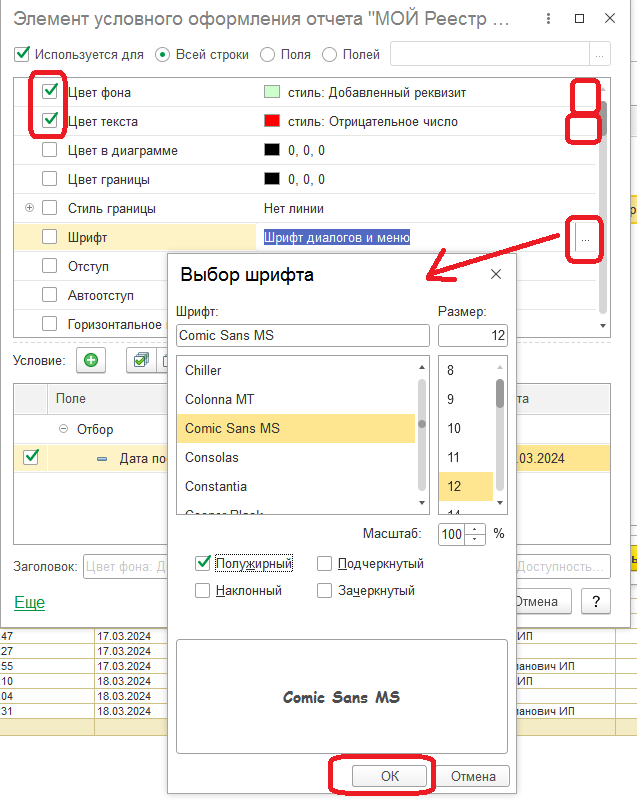 Элемент условного оформления отчета "МОЙ Реестр ...
Используется для Всей строки Поля Полей ...
Цвет фона стиль: Добавленный реквизит
Цвет текста стиль: Отрицательное число
Цвет в диаграмме 0, 0, 0
Цвет границы 0, 0, 0
Стиль границы Нет линии
Шрифт Шрифт диалогов и меню ...
Отступ
Автоотступ
Горизонтальное
Условие:
Поле
Отбор
Дата по
.03.2024
Заголовок: Цвет фона: Д Доступность...
Еще Отмена ?
Выбор шрифта
Шрифт: Размер:
Comic Sans MS 12
Chiller 8
Colonna MT 9
Comic Sans MS 10
Consolas 11
Constantia 12
Cooper Black 14
Масштаб: 100 %
Полужирный Подчеркнутый
Наклонный Зачеркнутый
Comic Sans MS
OK Отмена
47 17.03.2024 ИП
27 17.03.2024
55 17.03.2024 панович ИП
10 18.03.2024 ИП
04 18.03.2024
31 18.03.2024 панович ИП